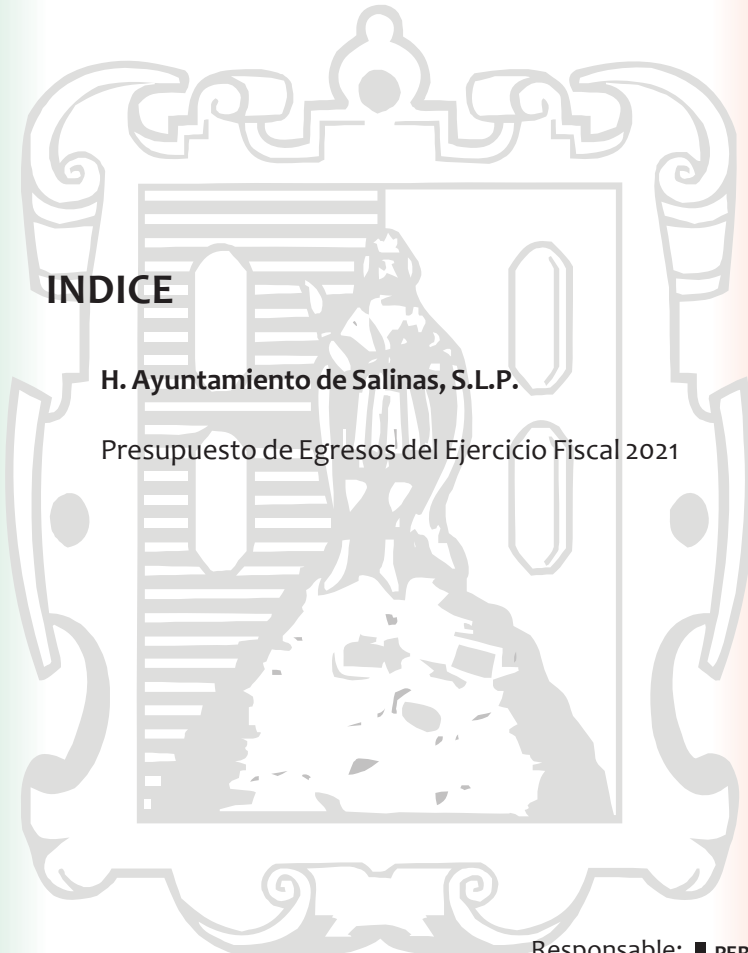 INDICE
H. Ayuntamiento de Salinas, S.L.P.
Presupuesto de Egresos del Ejercicio Fiscal 2021
Responsable: